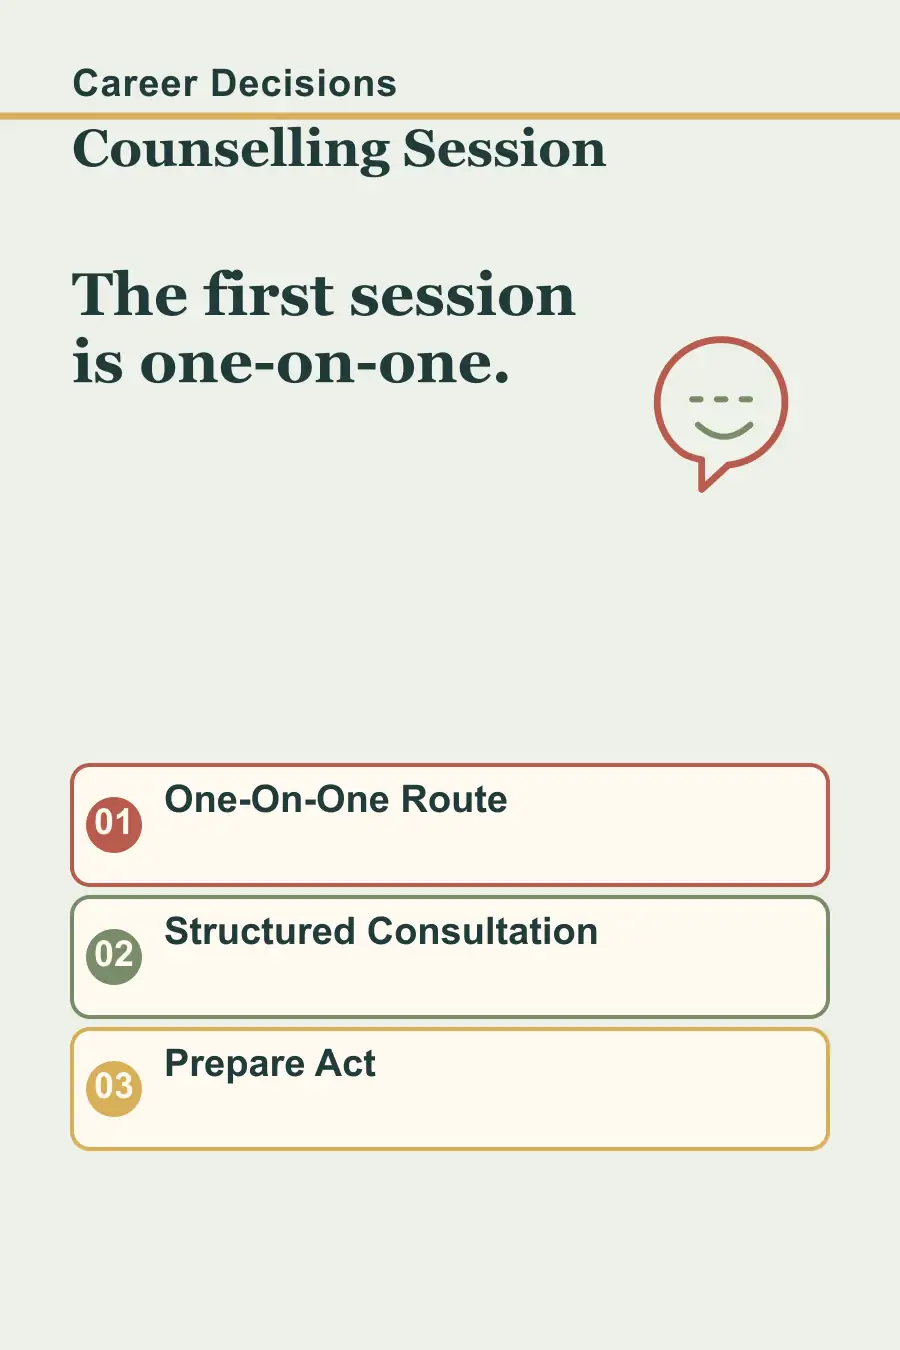 Career Decisions
Counselling Session
The first session
is one-on-one.
01 One-On-One Route
02 Structured Consultation
03 Prepare Act